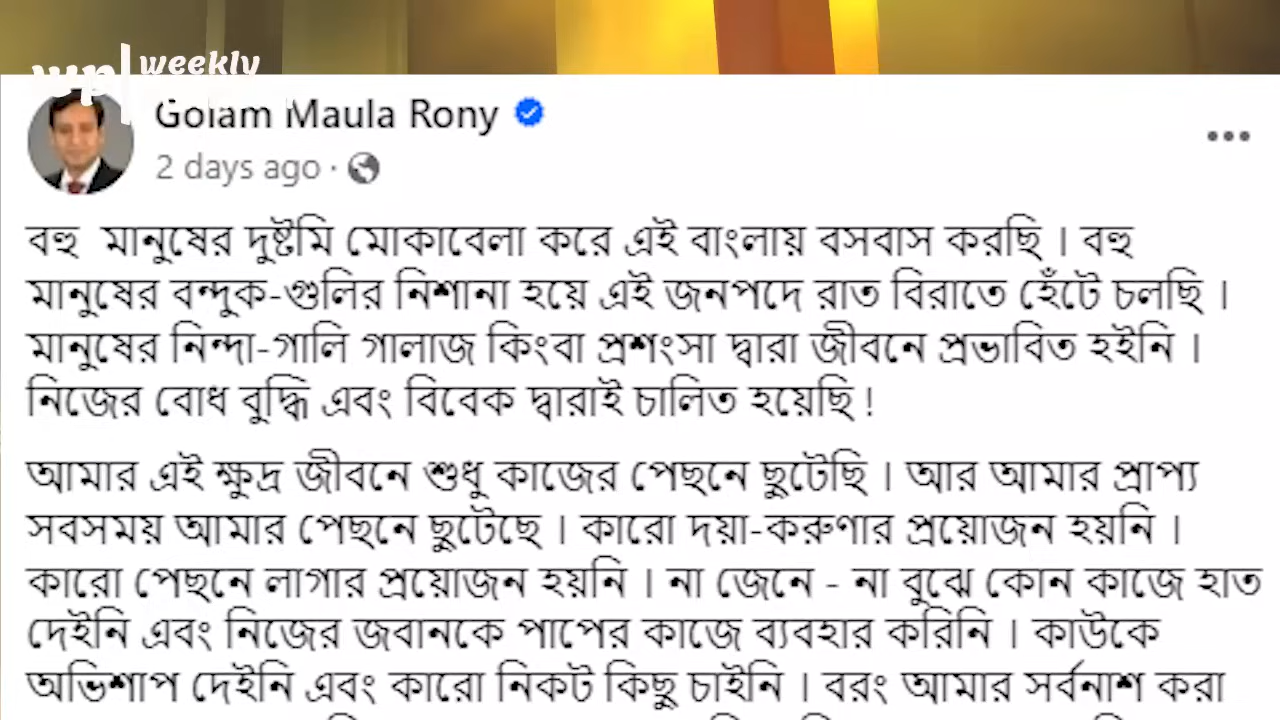 up weekly
Golam Maula Rony
2 days ago ·
বহু মানুষের দুষ্টমি মোকাবেলা করে এই বাংলায় বসবাস করছি । বহু
মানুষের বন্দুক-গুলির নিশানা হয়ে এই জনপদে রাত বিরাতে হেঁটে চলছি ।
মানুষের নিন্দা-গালি গালাজ কিংবা প্রশংসা দ্বারা জীবনে প্রভাবিত হইনি ।
নিজের বোধ বুদ্ধি এবং বিবেক দ্বারাই চালিত হয়েছি !
আমার এই ক্ষুদ্র জীবনে শুধু কাজের পেছনে ছুটেছি । আর আমার প্রাপ্য
সবসময় আমার পেছনে ছুটেছে । কারো দয়া-করুণার প্রয়োজন হয়নি ।
কারো পেছনে লাগার প্রয়োজন হয়নি । না জেনে - না বুঝে কোন কাজে হাত
দেইনি এবং নিজের জবানকে পাপের কাজে ব্যবহার করিনি । কাউকে
অভিশাপ দেইনি এবং কারো নিকট কিছু চাইনি । বরং আমার সর্বনাশ করা